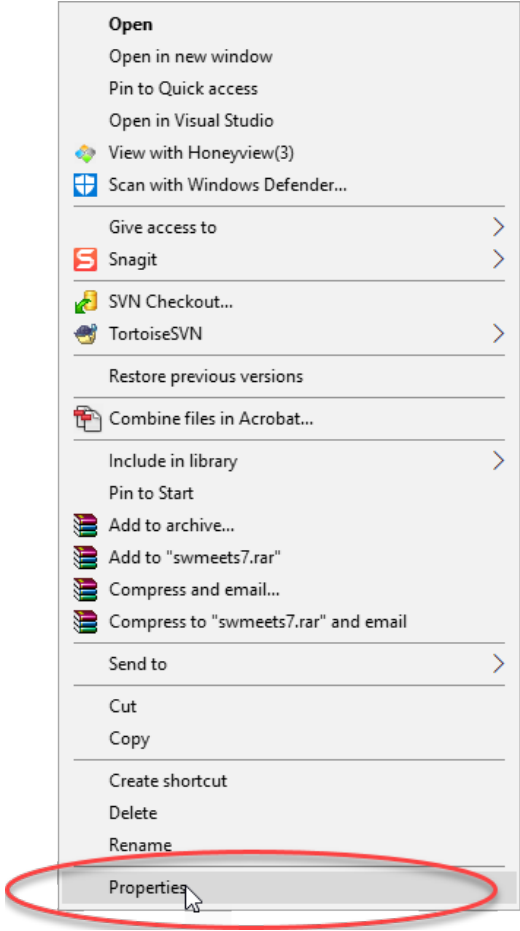 Open
Open in new window
Pin to Quick access
Open in Visual Studio
View with Honeyview(3)
Scan with Windows Defender...
Give access to
Snagit
SVN Checkout...
TortoiseSVN
Restore previous versions
Combine files in Acrobat...
Include in library
Pin to Start
Add to archive...
Add to "swmeets7.rar"
Compress and email...
Compress to "swmeets7.rar" and email
Send to
Cut
Copy
Create shortcut
Delete
Rename
Properties